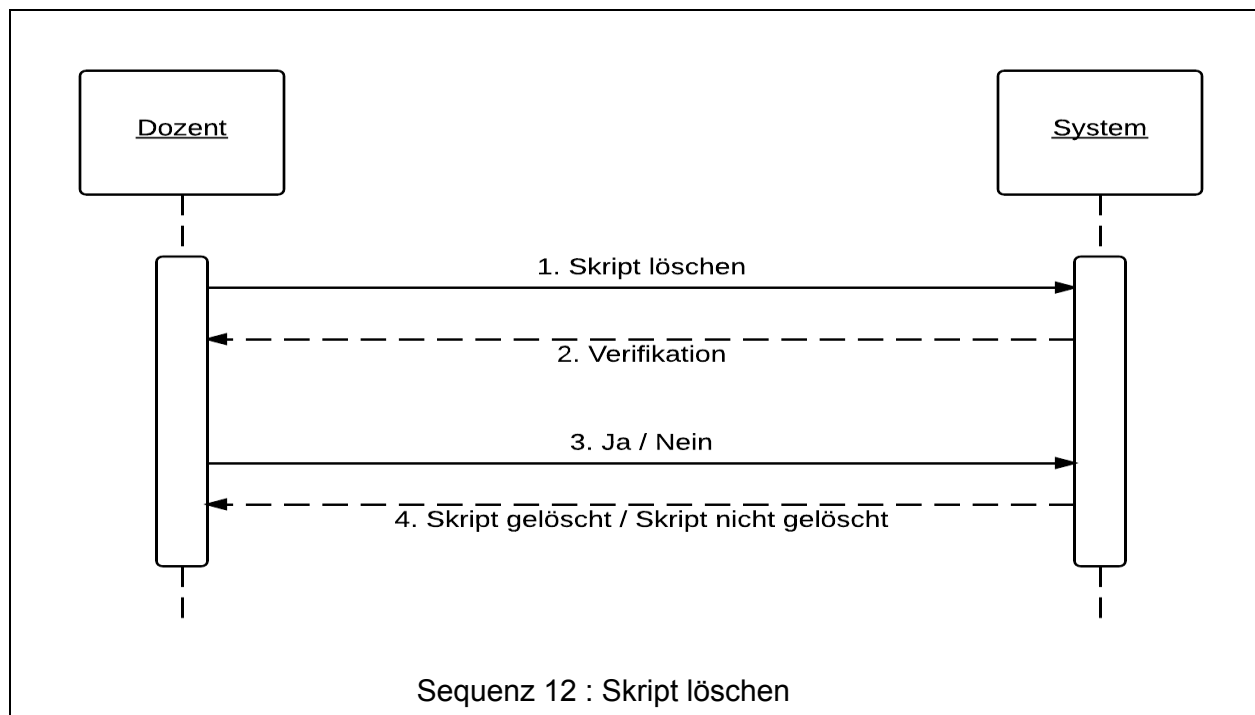 Dozent
System
1. Skript löschen
2. Verifikation
3. Ja / Nein
4. Skript gelöscht / Skript nicht gelöscht
Sequenz 12 : Skript löschen